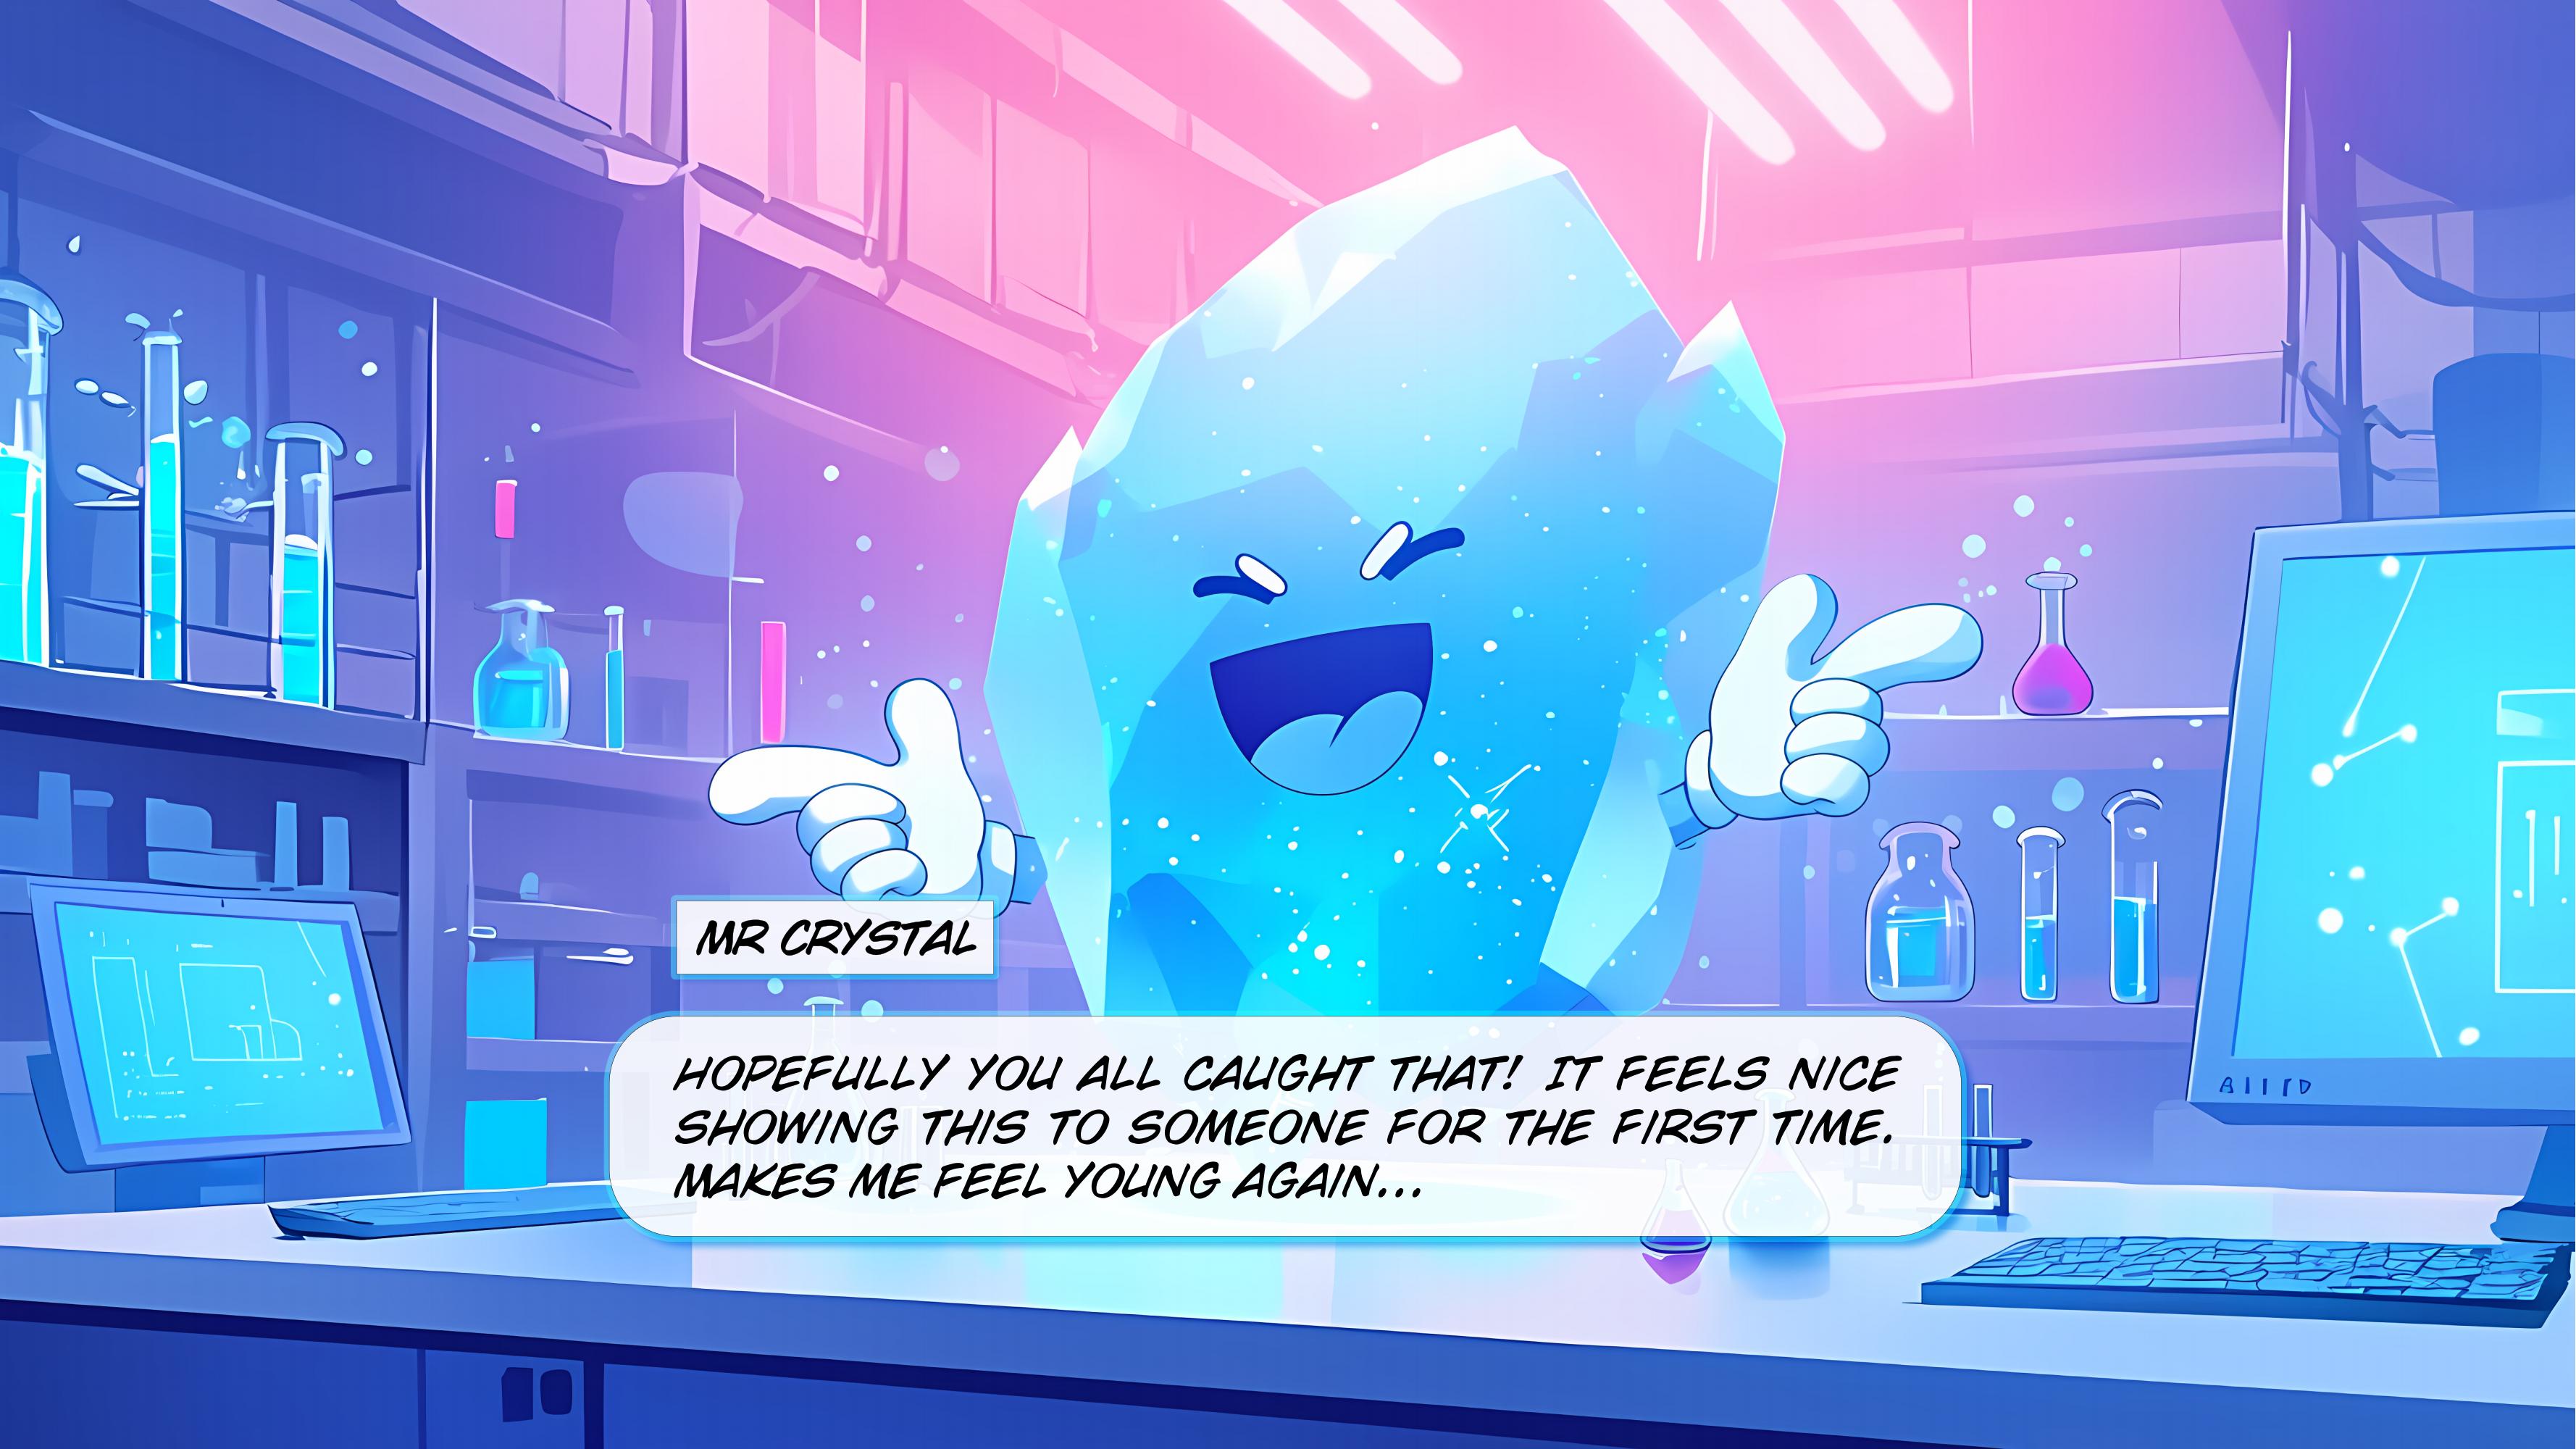 MR CRYSTAL
HOPEFULLY YOU ALL CAUGHT THAT! IT FEELS NICE
SHOWING THIS TO SOMEONE FOR THE FIRST TIME.
MAKES ME FEEL YOUNG AGAIN...